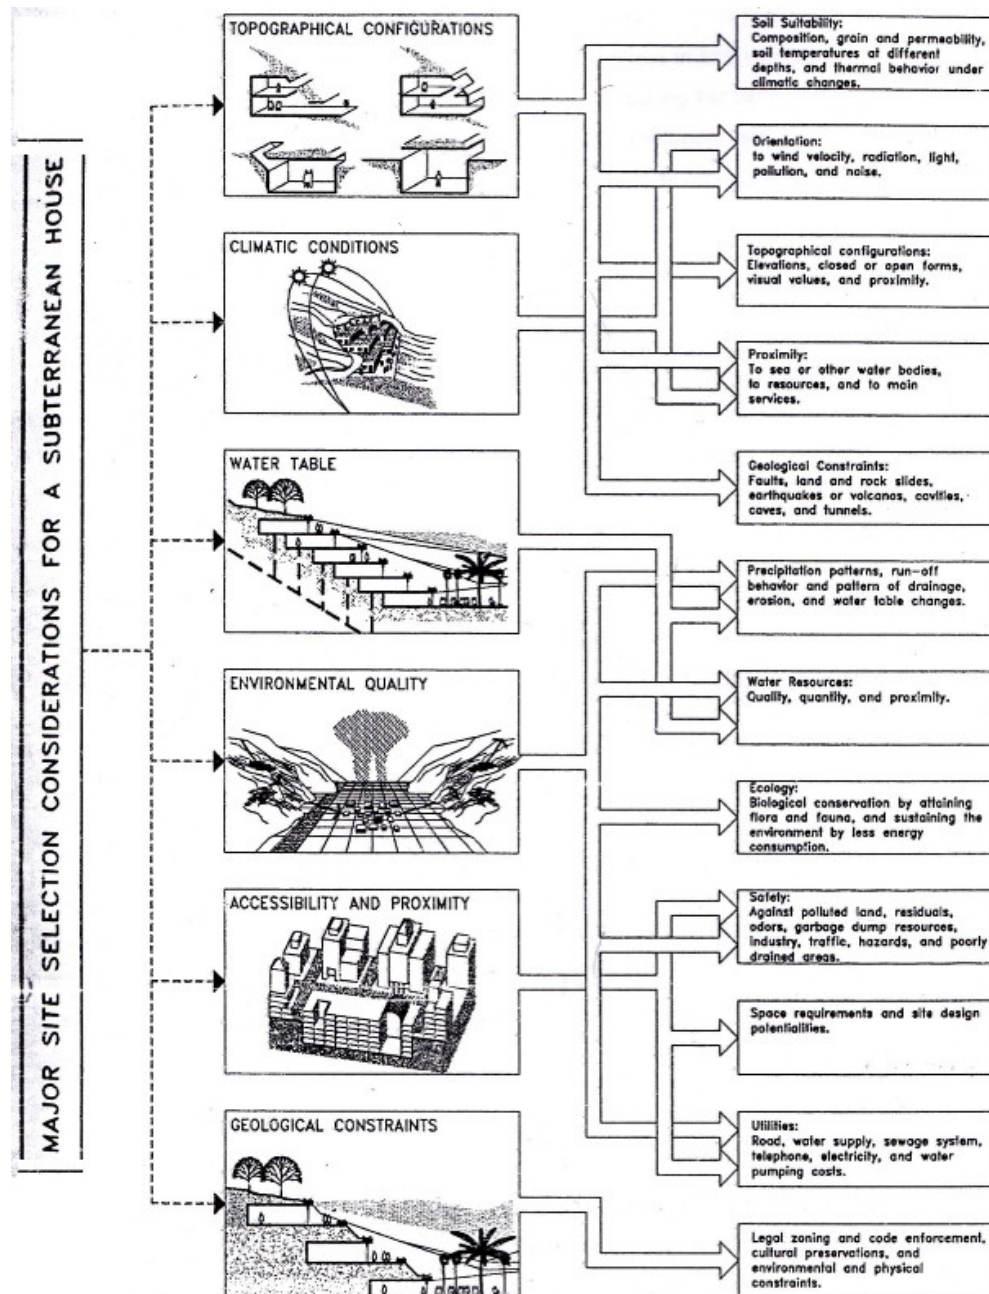 MAJOR SITE SELECTION CONSIDERATIONS FOR A SUBTERRANEAN HOUSE
TOPOGRAPHICAL CONFIGURATIONS
CLIMATIC CONDITIONS
WATER TABLE
ENVIRONMENTAL QUALITY
ACCESSIBILITY AND PROXIMITY
GEOLOGICAL CONSTRAINTS
Soil Suitability:
Composition, grain and permeability,
soil temperatures at different
depths, and thermal behavior under
climatic changes.
Orientation:
to wind velocity, radiation, light,
pollution, and noise.
Topographical configurations:
Elevations, closed or open forms,
visual values, and proximity.
Proximity:
To sea or other water bodies,
to resources, and to main
services.
Geological Constraints:
Faults, land and rock slides,
earthquakes or volcanos, cavities,
caves, and tunnels.
Precipitation patterns, run-off
behavior and pattern of drainage,
erosion, and water table changes.
Water Resources:
Quality, quantity, and proximity.
Ecology:
Biological conservation by attaining
flora and fauna, and sustaining the
environment by less energy
consumption.
Safety:
Against polluted land, residuals,
odors, garbage dump resources,
industry, traffic, hazards, and poorly
drained areas.
Space requirements and site design
potentialities.
Utilities:
Road, water supply, sewage system,
telephone, electricity, and water
pumping costs.
Legal zoning and code enforcement,
cultural preservations, and
environmental and physical
constraints.